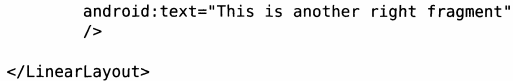 android:text="This is another right fragment"
/>
</LinearLayout>